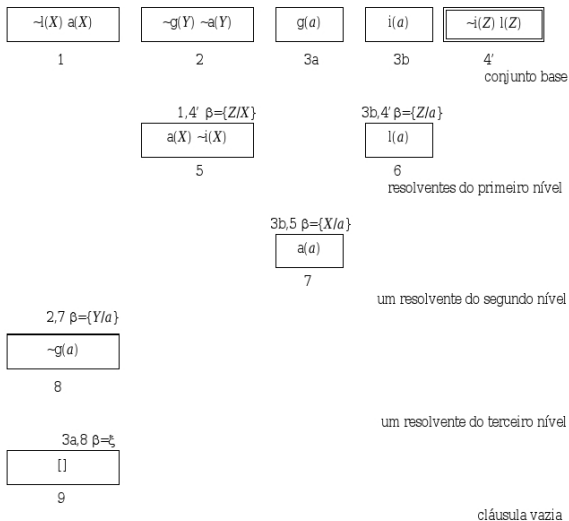 ~l(X) a(X) ~g(Y) ~a(Y) g(a) i(a) ~i(Z) l(Z)
1 2 3a 3b 4'
conjunto base
1,4' β={Z/X} 3b,4' β={Z/a}
a(X) ~i(X) l(a)
5 6
resolventes do primeiro nível
3b,5 β={X/a}
a(a)
7
um resolvente do segundo nível
2,7 β={Y/a}
~g(a)
8
um resolvente do terceiro nível
3a,8 β=ξ
[]
9
cláusula vazia